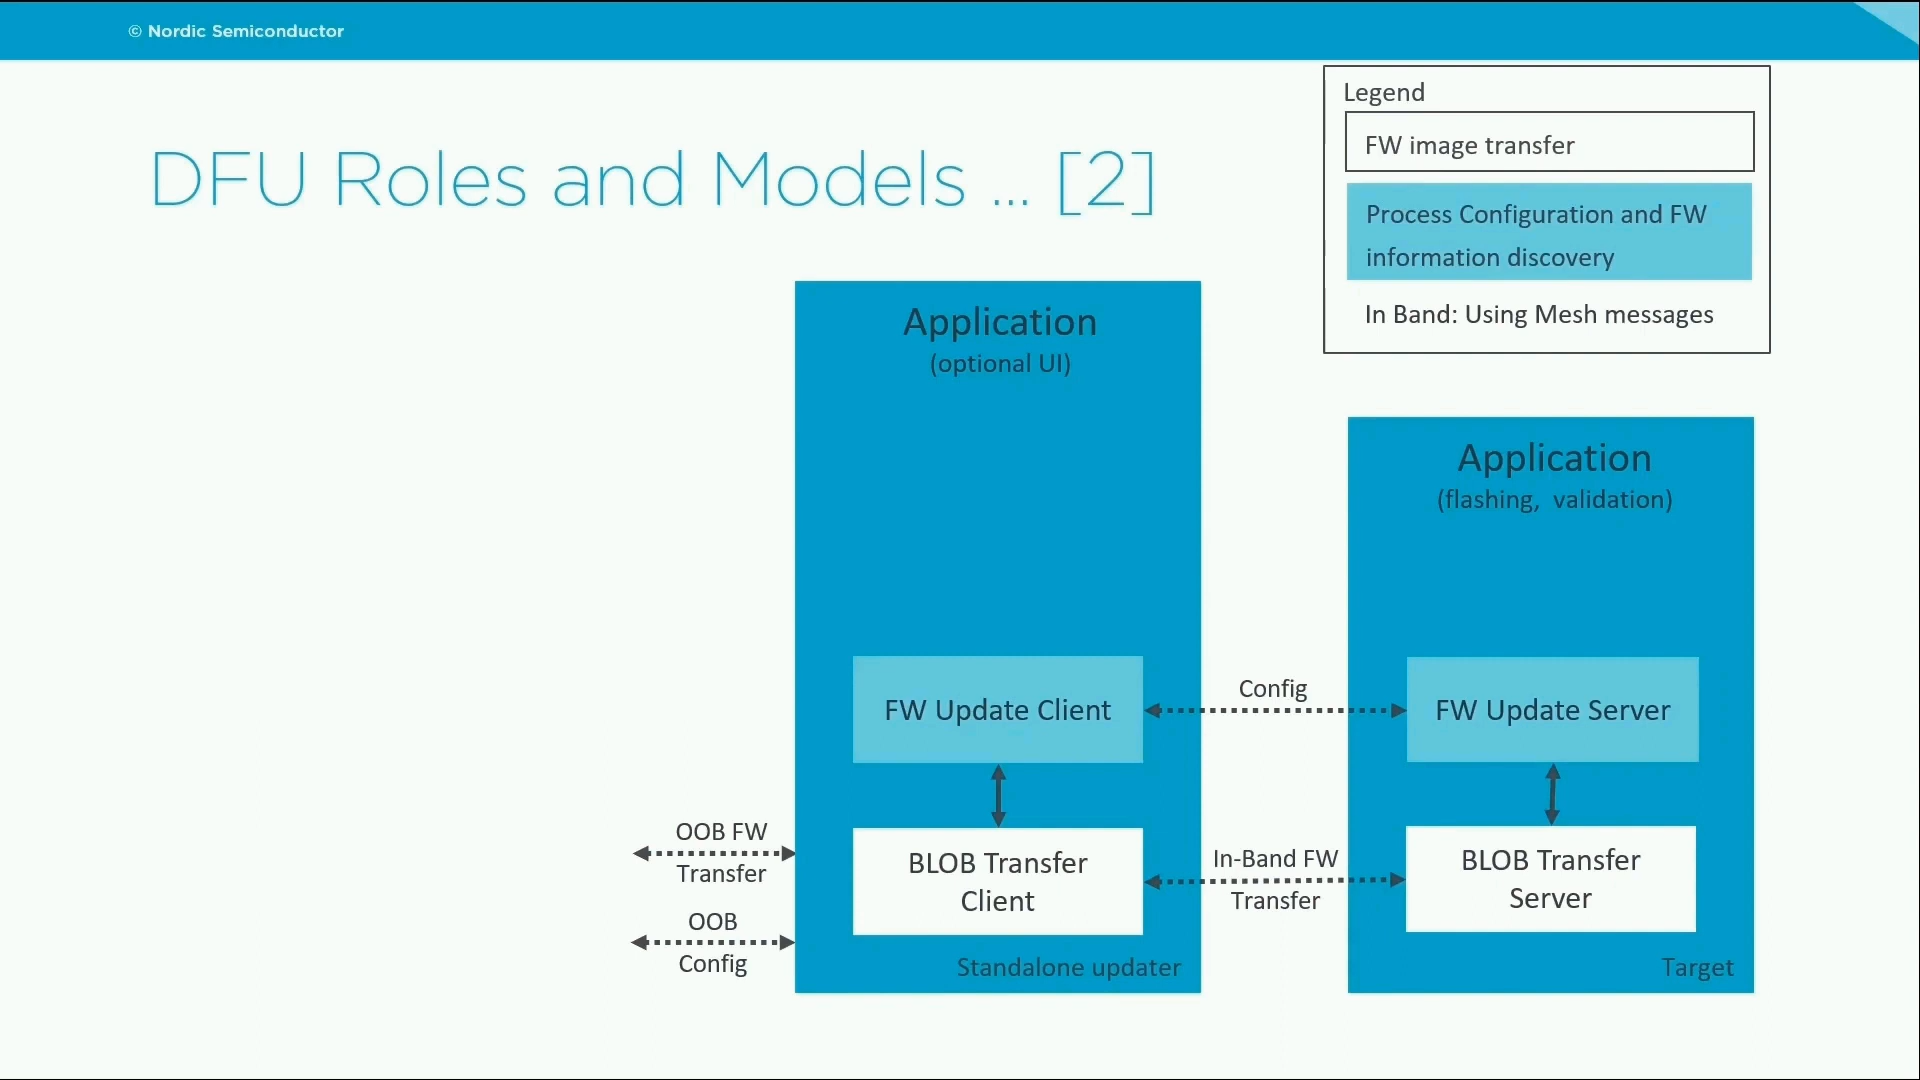 © Nordic Semiconductor
DFU Roles and Models ... [2]
Legend
FW image transfer
Process Configuration and FW
information discovery
In Band: Using Mesh messages
Application
(optional UI)
FW Update Client
BLOB Transfer
Client
Standalone updater
OOB FW
Transfer
OOB
Config
Config
In-Band FW
Transfer
Application
(flashing, validation)
FW Update Server
BLOB Transfer
Server
Target